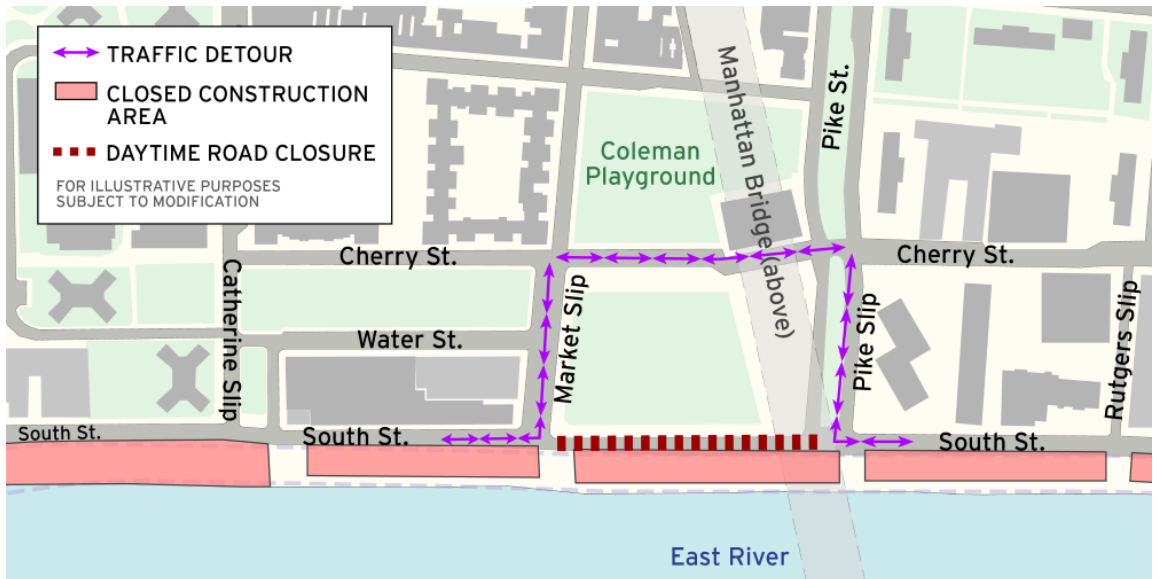 TRAFFIC DETOUR
CLOSED CONSTRUCTION
AREA
DAYTIME ROAD CLOSURE
FOR ILLUSTRATIVE PURPOSES
SUBJECT TO MODIFICATION
Coleman
Playground
Manhattan Bridge (above)
Pike St.
Cherry St.
Cherry St.
Catherine Slip
Market Slip
Water St.
Pike Slip
Rutgers Slip
South St.
South St.
South St.
East River